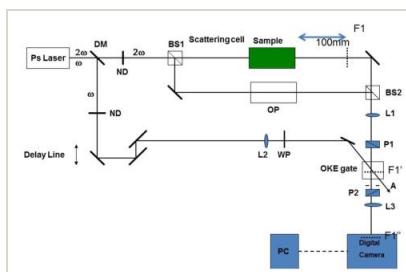 F1
DM
2ω
2ω
BS1
Scattering cell
Sample
100mm
Ps Laser
ω
ND
BS2
OP
L1
ω
ND
P1
Delay Line
L2
WP
OKE gate
F1'
A
P2
L3
F1''
PC
Digital
Camera